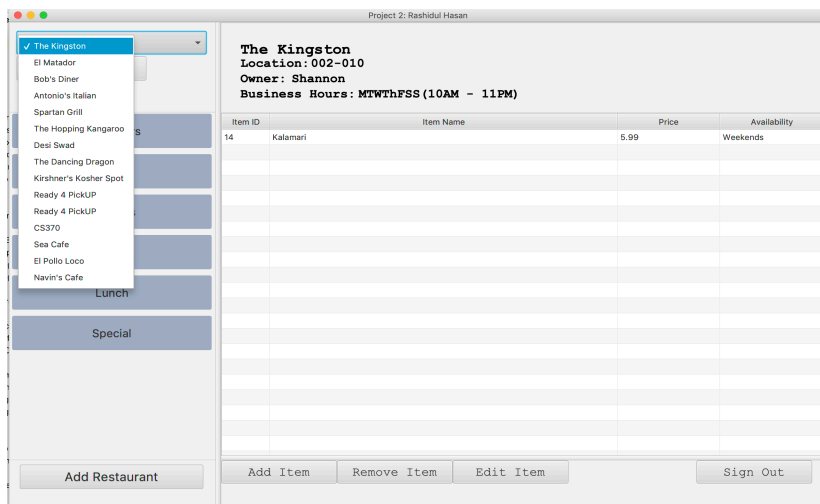 Project 2: Rashidul Hasan
✓ The Kingston
El Matador
Bob's Diner
Antonio's Italian
Spartan Grill
The Hopping Kangaroo
Desi Swad
The Dancing Dragon
Kirshner's Kosher Spot
Ready 4 PickUP
Ready 4 PickUP
CS370
Sea Cafe
El Pollo Loco
Navin's Cafe
Lunch
Special
Add Restaurant
The Kingston
Location: 002-010
Owner: Shannon
Business Hours: MTWThFSS(10AM - 11PM)
Item ID Item Name Price Availability
14 Kalamari 5.99 Weekends
Add Item Remove Item Edit Item Sign Out